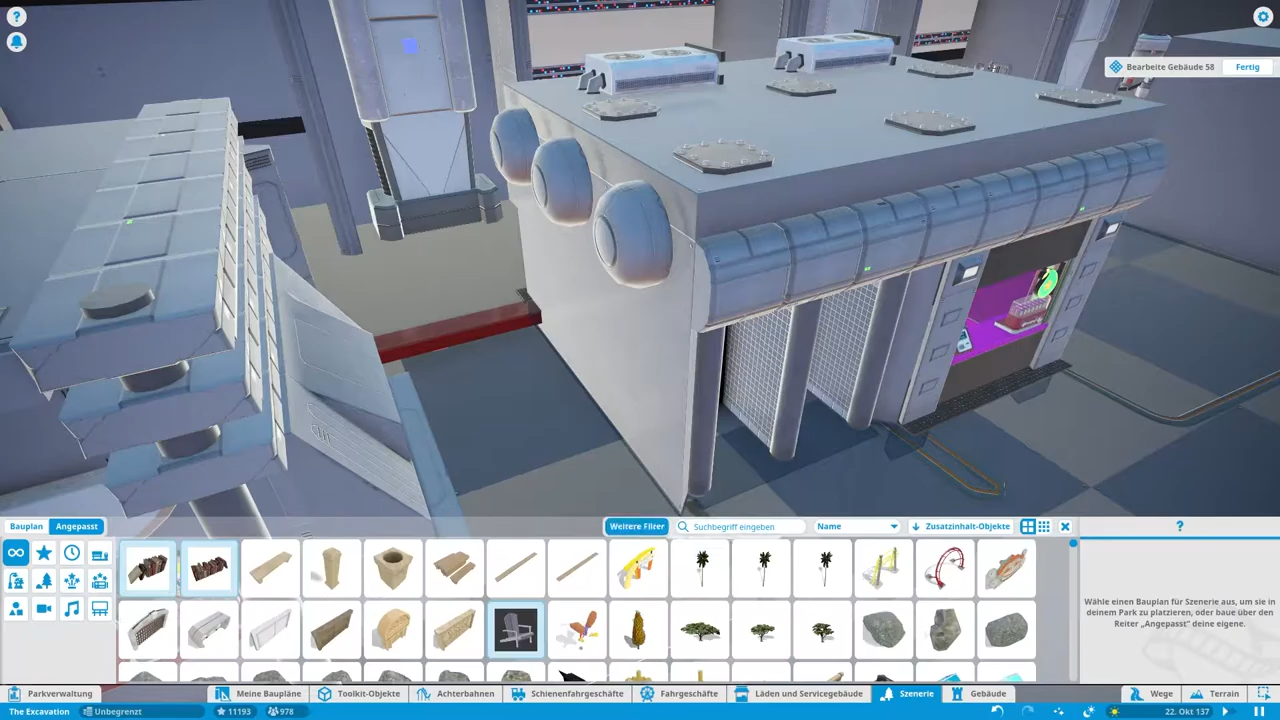 Bearbeite Gebäude 58
Fertig
Bauplan
Angepasst
Weitere Filter
Suchbegriff eingeben
Name
Zusatzinhalt-Objekte
?
Wähle einen Bauplan für Szenerie aus, um sie in
deinem Park zu platzieren, oder baue über den
Reiter „Angepasst" deine eigene.
Parkverwaltung
Meine Baupläne
Toolkit-Objekte
Achterbahnen
Schienenfahrgeschäfte
Fahrgeschäfte
Läden und Servicegebäude
Szenerie
Gebäude
Wege
Terrain
The Excavation
Unbegrenzt
11193
978
22. Okt 137